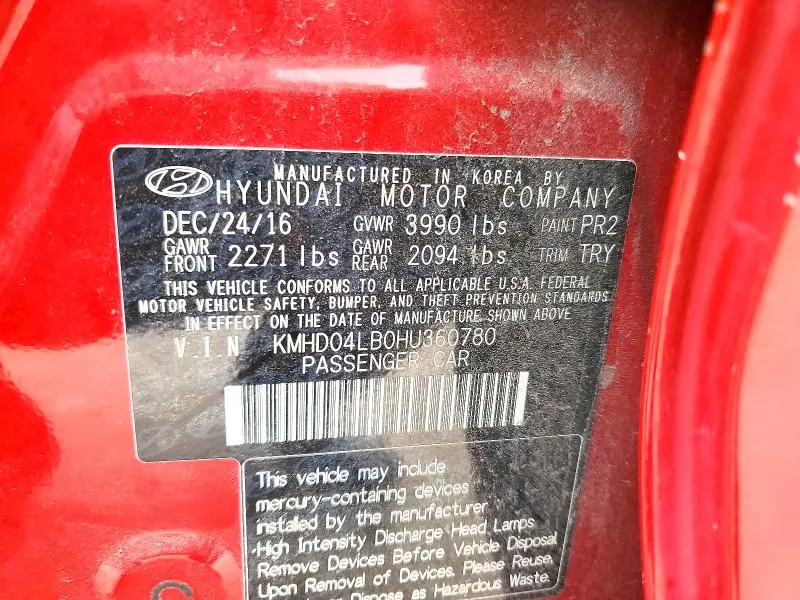 MANUFACTURED IN KOREA BY
HYUNDAI MOTOR COMPANY
DEC/24/16 GVWR 3990 lbs PAINT PR2
GAWR FRONT 2271 lbs GAWR REAR 2094 lbs TRIM TRY
THIS VEHICLE CONFORMS TO ALL APPLICABLE U.S.A. FEDERAL
MOTOR VEHICLE SAFETY, BUMPER, AND THEFT PREVENTION STANDARDS
IN EFFECT ON THE DATE OF MANUFACTURE SHOWN ABOVE
V.I.N KMHD04LB0HU360780
PASSENGER CAR
This vehicle may include
mercury-containing devices
installed by the manufacturer
-High Intensity Discharge Head Lamps
Remove Devices Before Vehicle Disposal
Upon Removal of Devices, Please Reuse,
Dispose as Hazardous Waste.